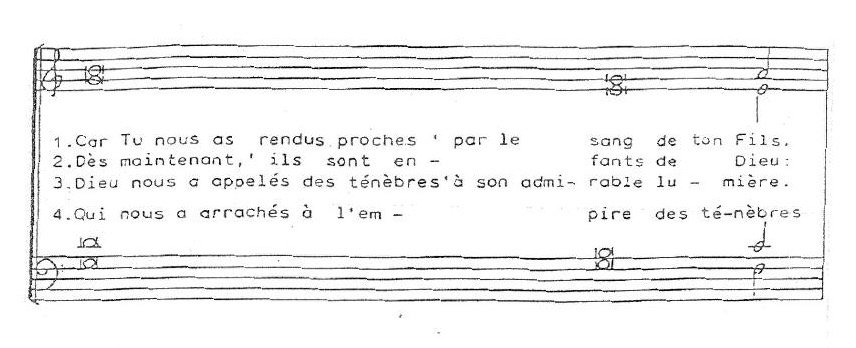 1.Car Tu nous as rendus proches ' par le sang de ton Fils.
2.Dès maintenant,' ils sont en - fants de Dieu:
3.Dieu nous a appelés des ténèbres'à son admi- rable lu - mière.
4.Qui nous a arrachés à l'em - pire des té-nèbres